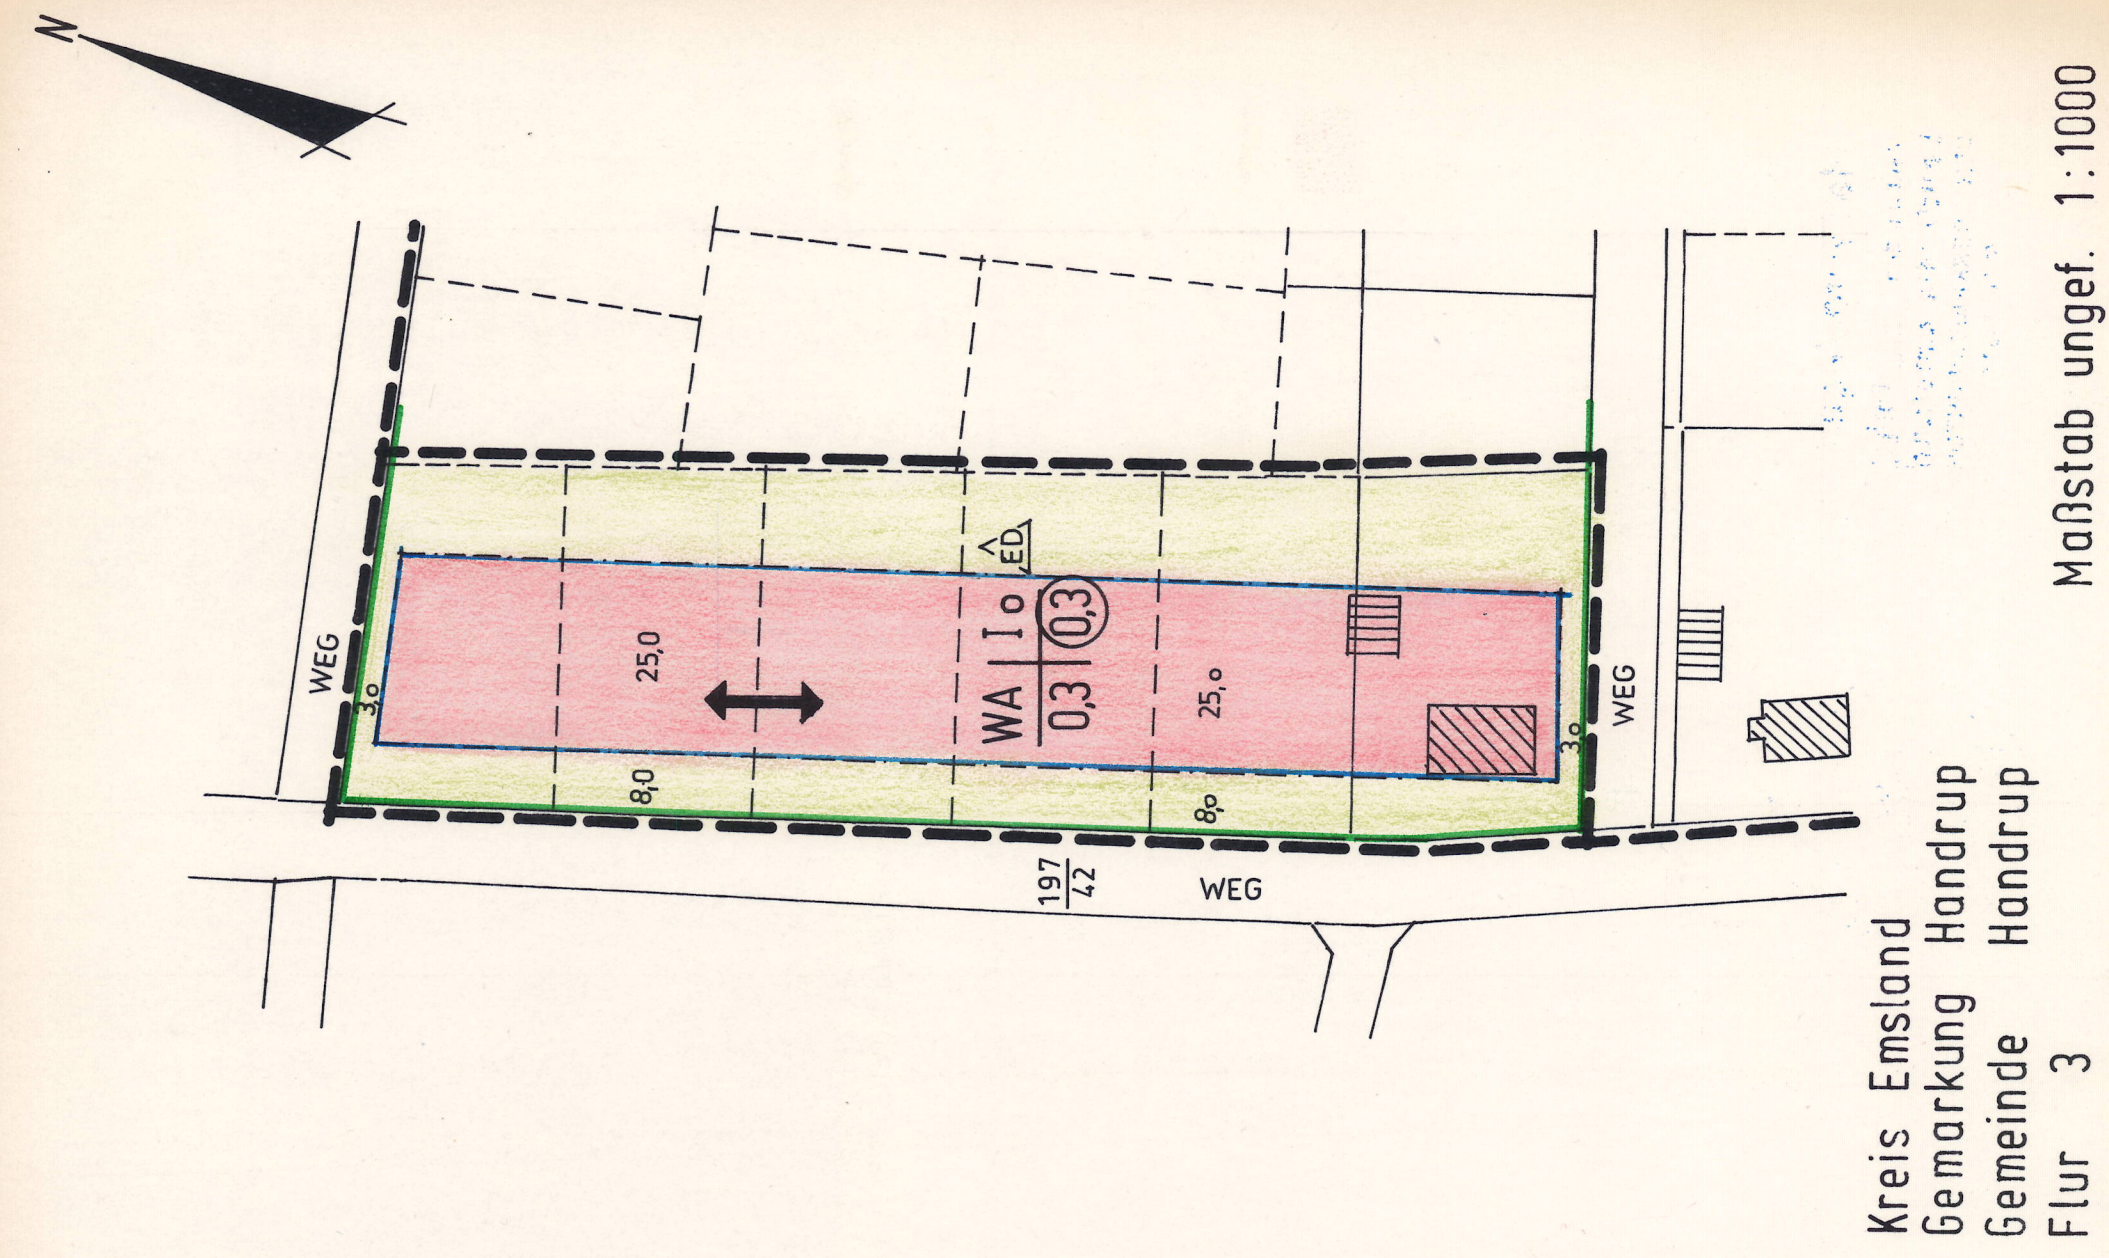 N
WEG
3,0
25,0
8,0
ED
WA I o
0,3 0,3
25,0
8,0
3,0
WEG
197
42
WEG
Maßstab ungef. 1:1000
Kreis Emsland
Gemarkung Handrup
Gemeinde Handrup
Flur 3